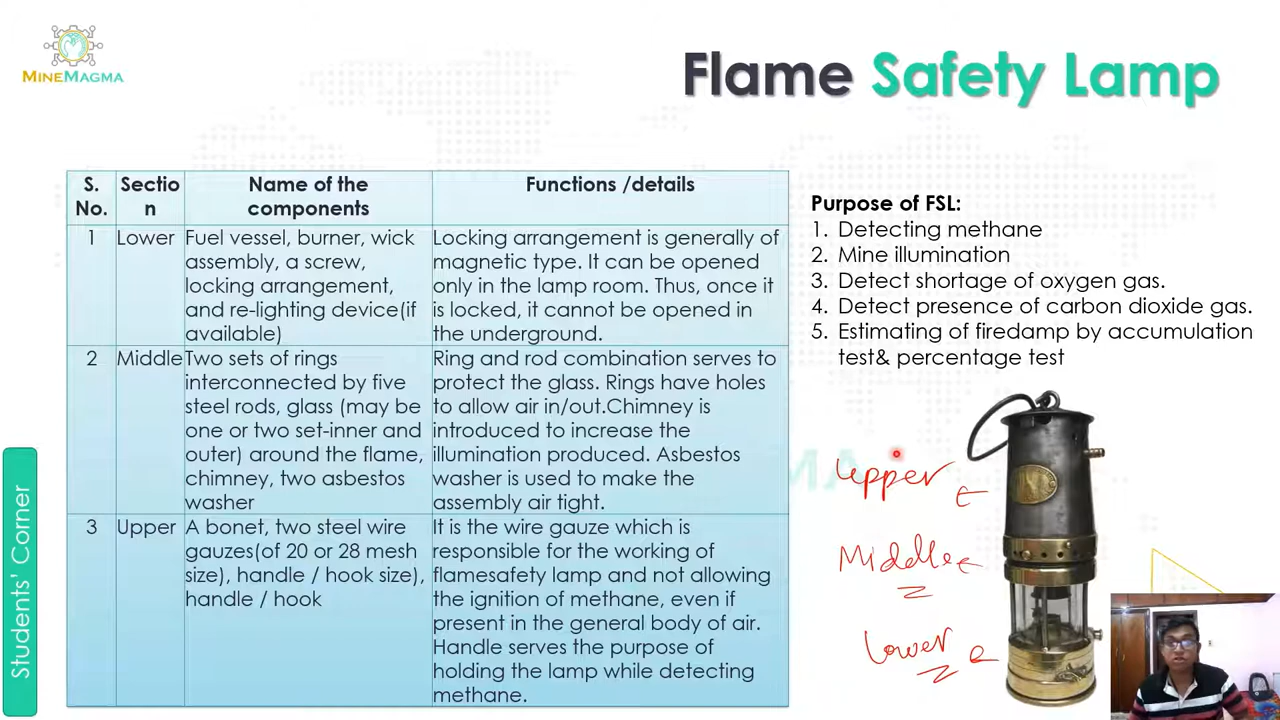 MINEMAGMA
Flame Safety Lamp
S. No.
Sectio
n
Name of the
components
Functions /details
1
Lower
Fuel vessel, burner, wick
assembly, a screw,
locking arrangement,
and re-lighting device(if
available)
Locking arrangement is generally of
magnetic type. It can be opened
only in the lamp room. Thus, once it
is locked, it cannot be opened in
the underground.
2
Middle
Two sets of rings
interconnected by five
steel rods, glass (may be
one or two set-inner and
outer) around the flame,
chimney, two asbestos
washer
Ring and rod combination serves to
protect the glass. Rings have holes
to allow air in/out.Chimney is
introduced to increase the
illumination produced. Asbestos
washer is used to make the
assembly air tight.
3
Upper
A bonet, two steel wire
gauzes(of 20 or 28 mesh
size), handle / hook size),
handle / hook
It is the wire gauze which is
responsible for the working of
flamesafety lamp and not allowing
the ignition of methane, even if
present in the general body of air.
Handle serves the purpose of
holding the lamp while detecting
methane.
Purpose of FSL:
1. Detecting methane
2. Mine illumination
3. Detect shortage of oxygen gas.
4. Detect presence of carbon dioxide gas.
5. Estimating of firedamp by accumulation
test& percentage test
Upper
Middle
Lower
Students' Corner